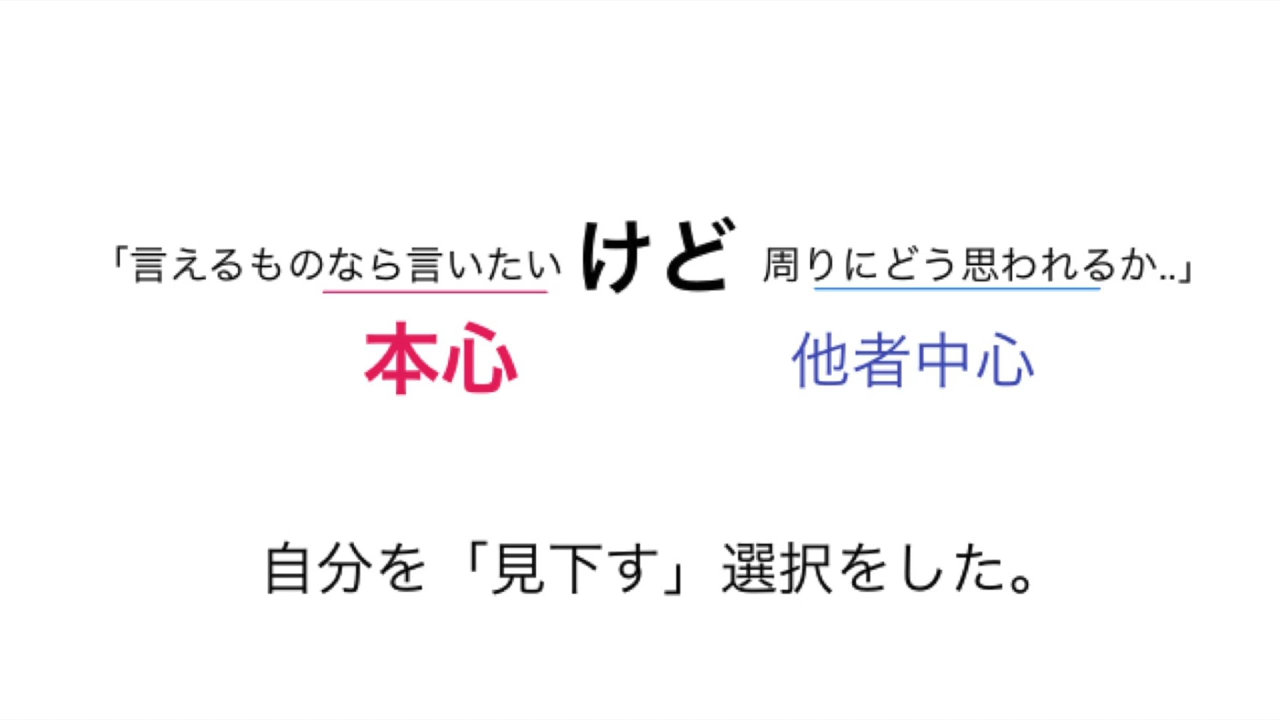 「言えるものなら言いたい けど 周りにどう思われるか..」
本心 他者中心
自分を「見下す」選択をした。